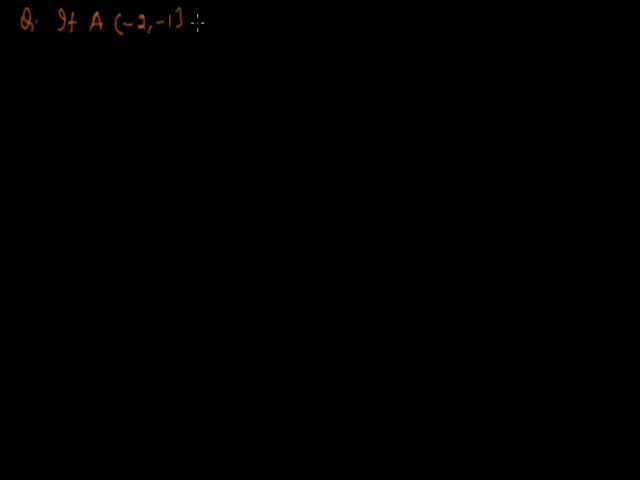 Q. If A (-2, -1)